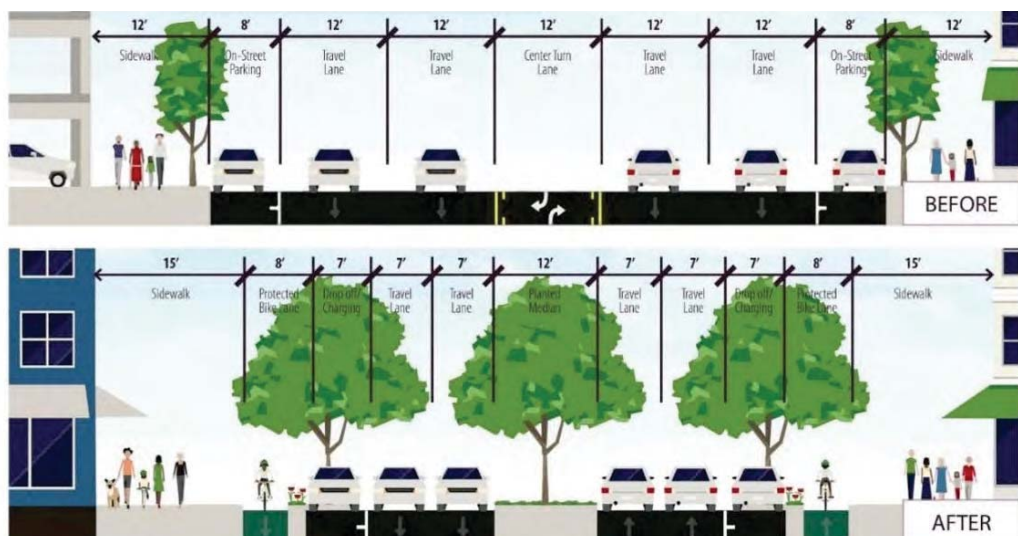 12' 8' 12' 12' 12' 12' 12' 8' 12'
Sidewalk On-Street Parking Travel Lane Travel Lane Center Turn Lane Travel Lane Travel Lane On-Street Parking Sidewalk
BEFORE
15' 8' 7' 7' 7' 12' 7' 7' 7' 8' 15'
Sidewalk Protected Bike Lane Drop off/ Charging Travel Lane Travel Lane Planted Median Travel Lane Travel Lane Drop off/ Charging Protected Bike Lane Sidewalk
AFTER